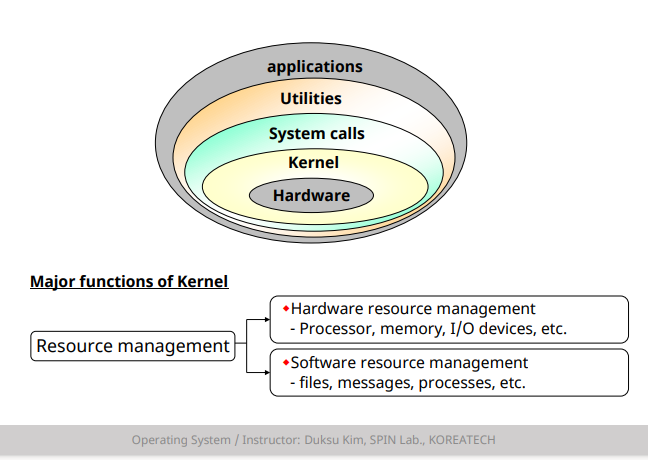 applications
Utilities
System calls
Kernel
Hardware
Major functions of Kernel
Resource management
Hardware resource management
- Processor, memory, I/O devices, etc.
Software resource management
- files, messages, processes, etc.
Operating System / Instructor: Duksu Kim, SPIN Lab., KOREATECH